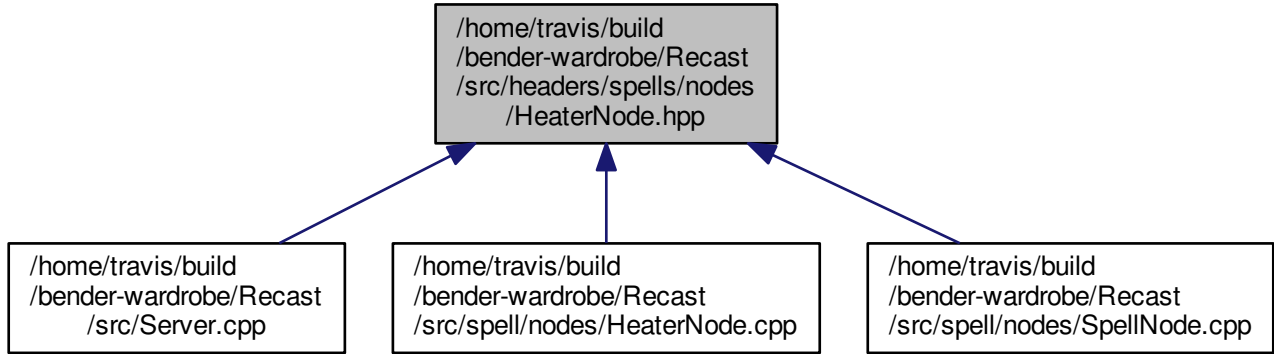 /home/travis/build
/bender-wardrobe/Recast
/src/headers/spells/nodes
/HeaterNode.hpp
/home/travis/build
/bender-wardrobe/Recast
/src/Server.cpp
/home/travis/build
/bender-wardrobe/Recast
/src/spell/nodes/HeaterNode.cpp
/home/travis/build
/bender-wardrobe/Recast
/src/spell/nodes/SpellNode.cpp